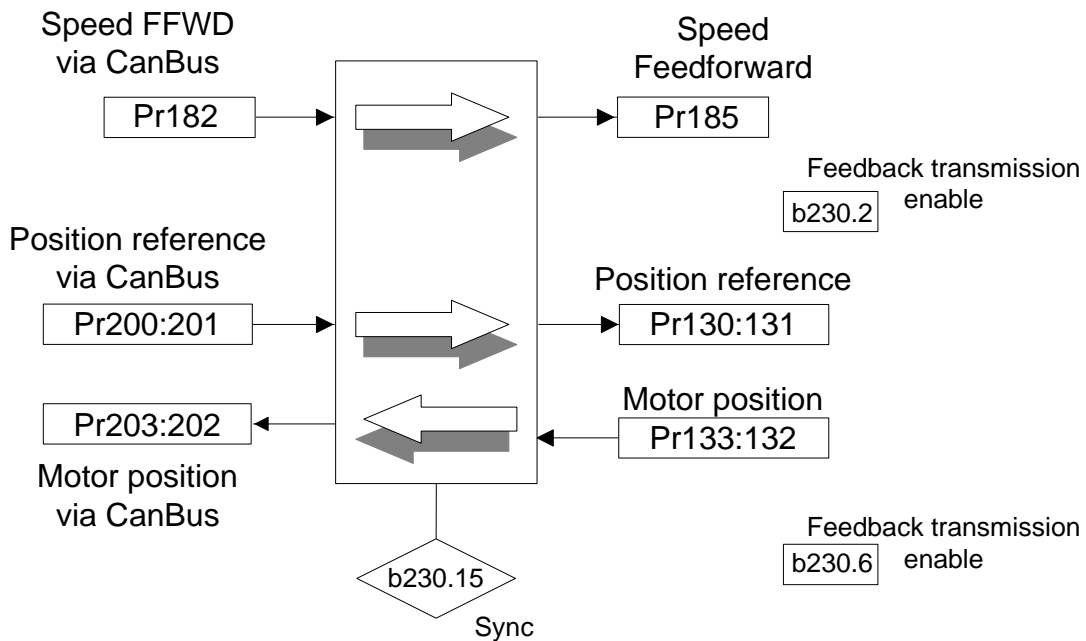 Speed FFWD
via CanBus
Pr182
Speed
Feedforward
Pr185
Feedback transmission
enable
b230.2
Position reference
via CanBus
Pr200:201
Position reference
Pr130:131
Pr203:202
Motor position
via CanBus
Motor position
Pr133:132
b230.15
Sync
Feedback transmission
enable
b230.6